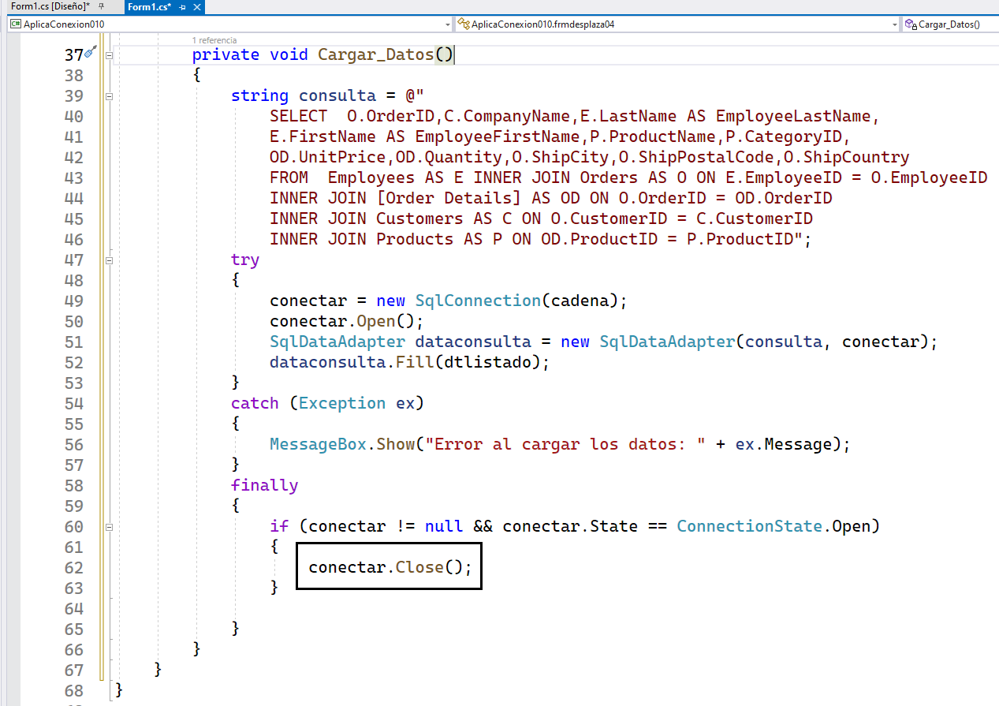 Form1.cs [Diseño]* Form1.cs*
AplicaConexion010 AplicaConexion010.frmdesplaza04 Cargar_Datos()
1 referencia
37 private void Cargar_Datos()
38 {
39 string consulta = @"
40 SELECT  O.OrderID,C.CompanyName,E.LastName AS EmployeeLastName,
41 E.FirstName AS EmployeeFirstName,P.ProductName,P.CategoryID,
42 OD.UnitPrice,OD.Quantity,O.ShipCity,O.ShipPostalCode,O.ShipCountry
43 FROM  Employees AS E INNER JOIN Orders AS O ON E.EmployeeID = O.EmployeeID
44 INNER JOIN [Order Details] AS OD ON O.OrderID = OD.OrderID
45 INNER JOIN Customers AS C ON O.CustomerID = C.CustomerID
46 INNER JOIN Products AS P ON OD.ProductID = P.ProductID";
47 try
48 {
49 conectar = new SqlConnection(cadena);
50 conectar.Open();
51 SqlDataAdapter dataconsulta = new SqlDataAdapter(consulta, conectar);
52 dataconsulta.Fill(dtlistado);
53 }
54 catch (Exception ex)
55 {
56 MessageBox.Show("Error al cargar los datos: " + ex.Message);
57 }
58 finally
59 {
60 if (conectar != null && conectar.State == ConnectionState.Open)
61 {
62 conectar.Close();
63 }
64
65 }
66 }
67 }
68 }